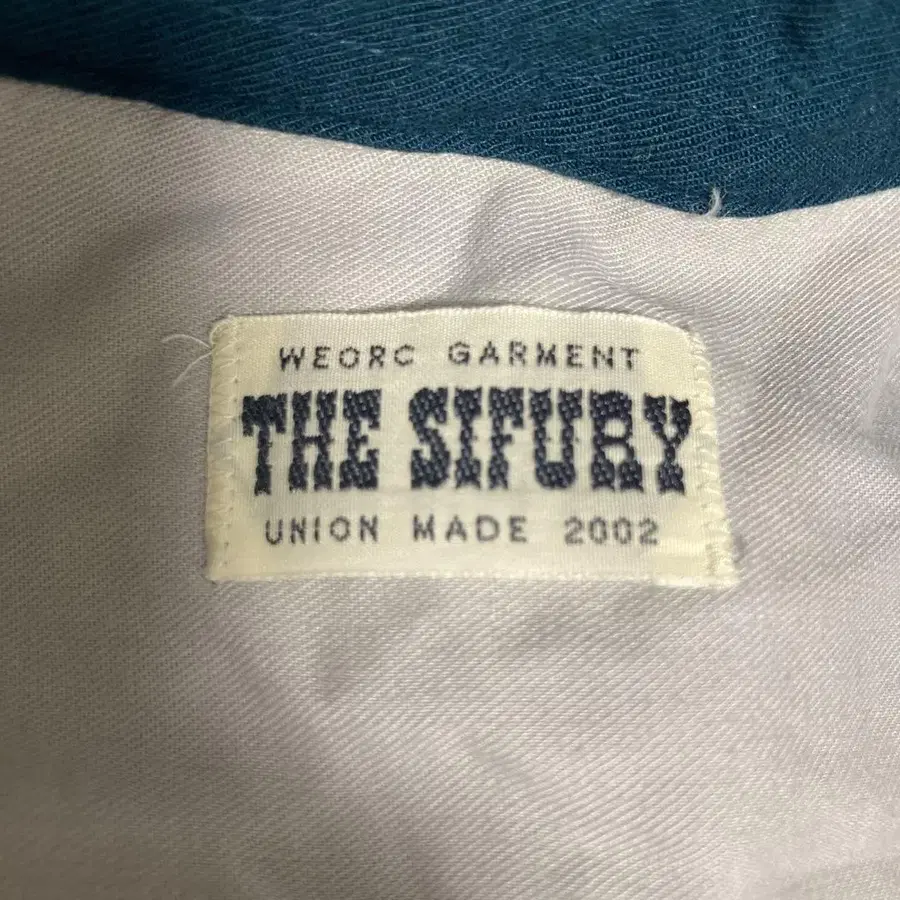 WEORC GARMENT
THE SIFURY
UNION MADE 2002